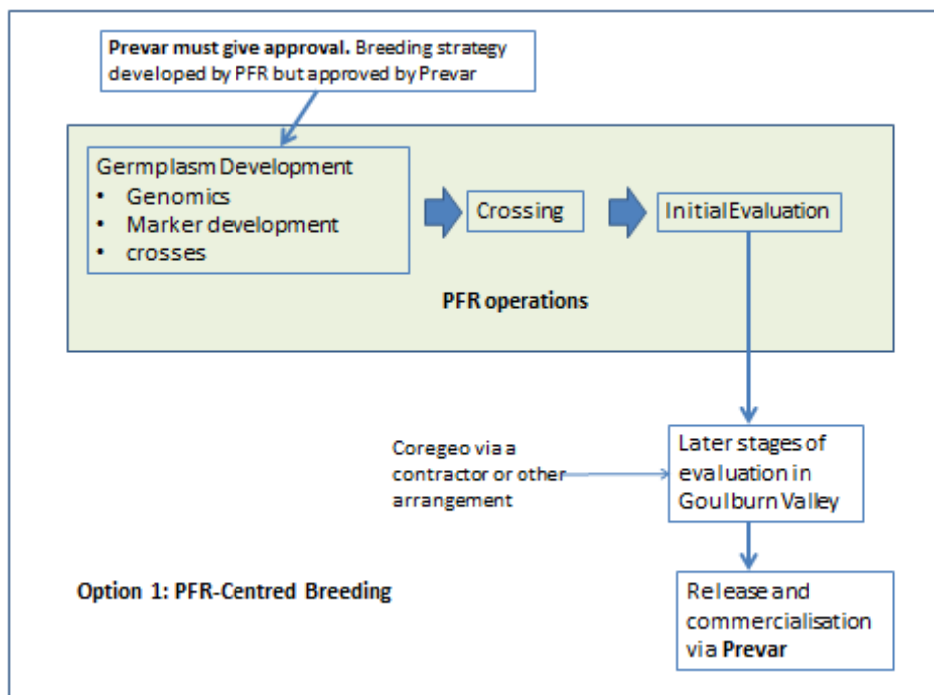 Prevar must give approval. Breeding strategy
developed by PFR but approved by Prevar
Germplasm Development
• Genomics
• Marker development
• crosses
Crossing
Initial Evaluation
PFR operations
Coregeo via a
contractor or other
arrangement
Later stages of
evaluation in
Goulburn Valley
Option 1: PFR-Centred Breeding
Release and
commercialisation
via Prevar